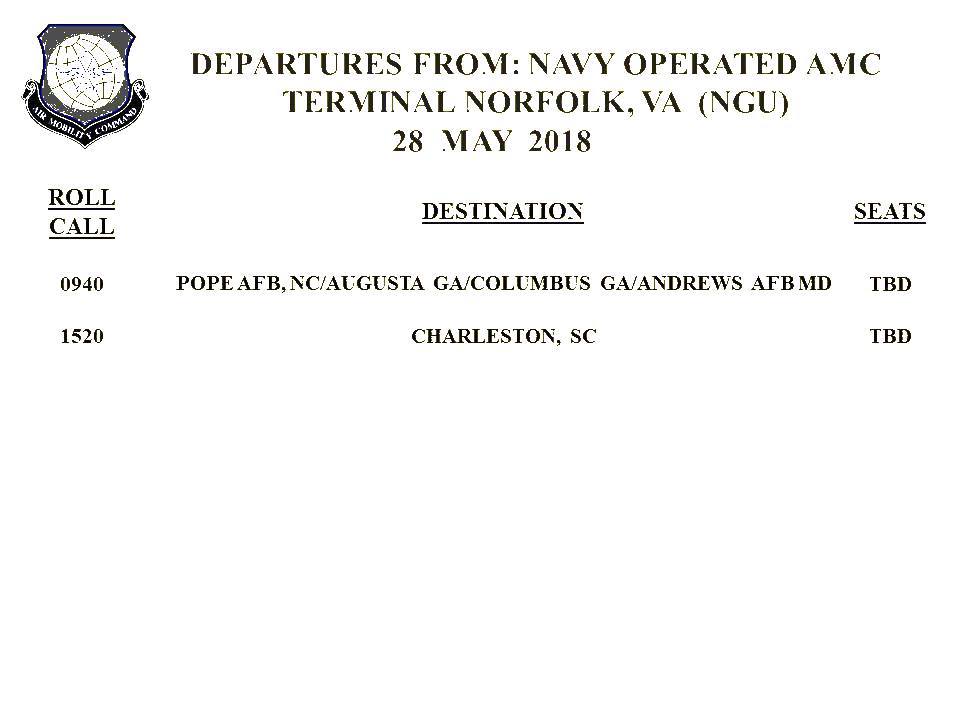 AIR MOBILITY COMMAND
DEPARTURES FROM: NAVY OPERATED AMC
TERMINAL NORFOLK, VA (NGU)
28 MAY 2018
ROLL
CALL
DESTINATION
SEATS
0940 POPE AFB, NC/AUGUSTA GA/COLUMBUS GA/ANDREWS AFB MD TBD
1520 CHARLESTON, SC TBD